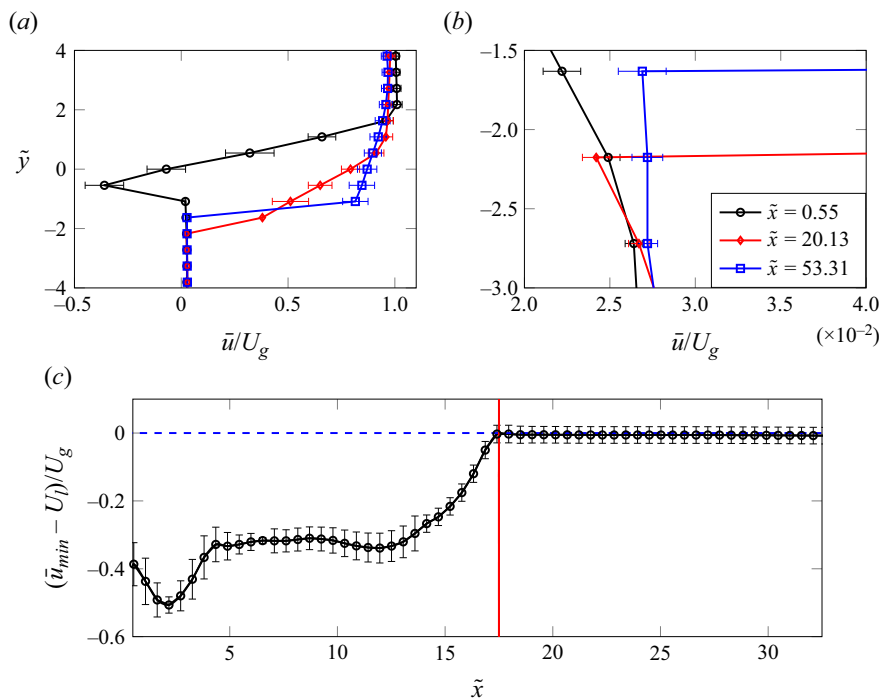 (a)
4
2
0
−2
−4
ỹ
−0.5
0
0.5
1.0
ū/U_g
(b)
−1.5
−2.0
−2.5
−3.0
2.0
2.5
3.0
3.5
4.0
(×10⁻²)
ū/U_g
x̃ = 0.55
x̃ = 20.13
x̃ = 53.31
(c)
0
−0.2
−0.4
−0.6
(ū_min − U_l)/U_g
5
10
15
20
25
30
x̃